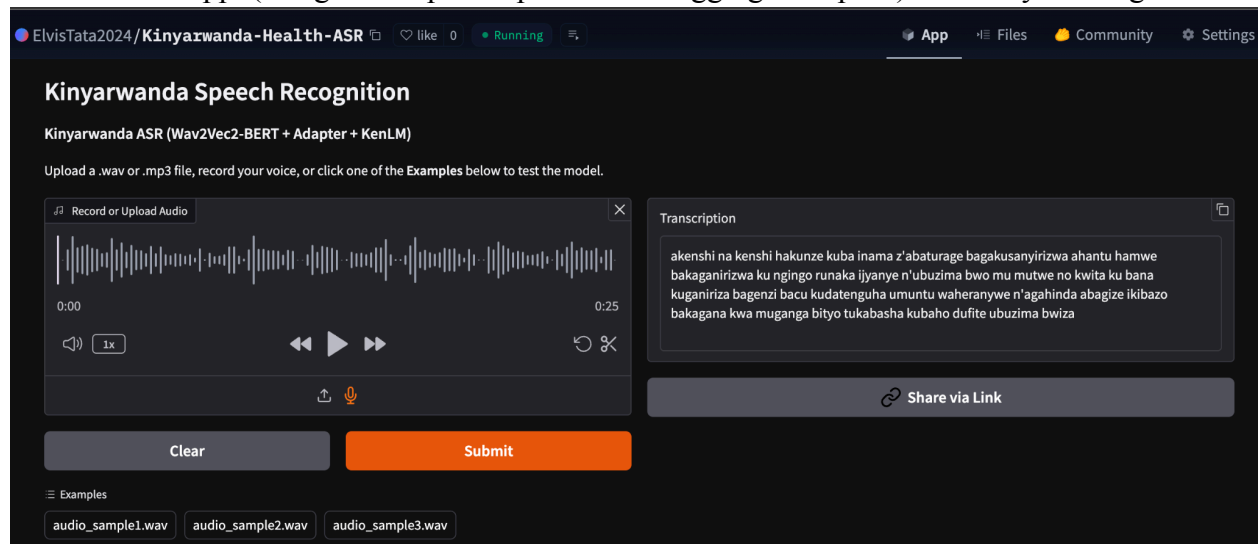 ElvisTata2024/Kinyarwanda-Health-ASR like 0 Running App Files Community Settings
Kinyarwanda Speech Recognition
Kinyarwanda ASR (Wav2Vec2-BERT + Adapter + KenLM)
Upload a .wav or .mp3 file, record your voice, or click one of the Examples below to test the model.
Record or Upload Audio
0:00 0:25
1x
Clear Submit
Examples
audio_sample1.wav audio_sample2.wav audio_sample3.wav
Transcription
akenshi na kenshi hakunze kuba inama z'abaturage bagakusanyirizwa ahantu hamwe
bakaganirizwa ku ngingo runaka ijyanye n'ubuzima bwo mu mutwe no kwita ku bana
kuganiriza bagenzi bacu kudatenguha umuntu waheranywe n'agahinda abagize ikibazo
bakagana kwa muganga bityo tukabasha kubaho dufite ubuzima bwiza
Share via Link